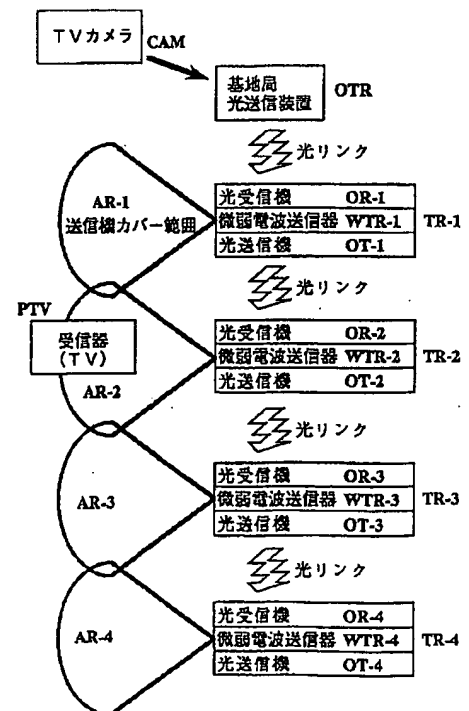 TVカメラ
CAM
基地局
光送信装置
OTR
光リンク
AR-1
送信機カバー範囲
光受信機 OR-1
微弱電波送信器 WTR-1
光送信機 OT-1
TR-1
光リンク
PTV
受信器
(TV)
AR-2
光受信機 OR-2
微弱電波送信器 WTR-2
光送信機 OT-2
TR-2
光リンク
AR-3
光受信機 OR-3
微弱電波送信器 WTR-3
光送信機 OT-3
TR-3
光リンク
AR-4
光受信機 OR-4
微弱電波送信器 WTR-4
光送信機 OT-4
TR-4